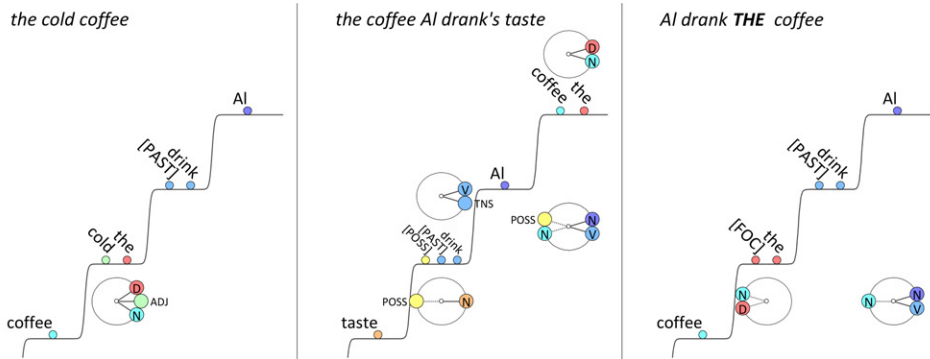 the cold coffee
Al
[PAST] drink
cold the
D
ADJ
N
coffee
the coffee Al drank's taste
D
N
coffee the
Al
V
TNS
POSS N
N V
[POSS] [PAST] drink
POSS N
taste
Al drank THE coffee
Al
[PAST] drink
[FOC] the
N
D
N N
V
coffee